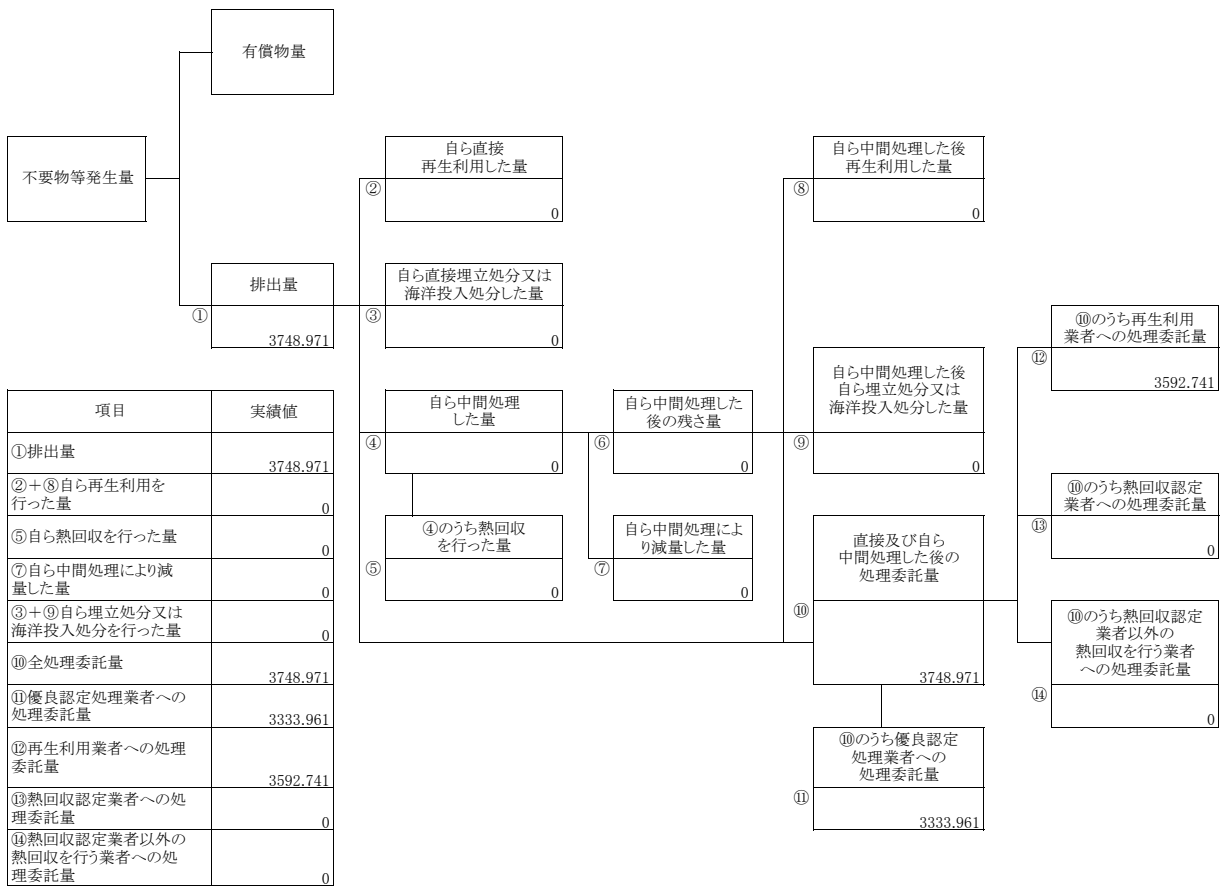 有償物量
不要物等発生量
自ら直接
再生利用した量
②
0
自ら中間処理した後
再生利用した量
⑧
0
排出量
①
3748.971
自ら直接埋立処分又は
海洋投入処分した量
③
0
⑩のうち再生利用
業者への処理委託量
⑫
3592.741
自ら中間処理
した量
④
0
自ら中間処理した
後の残さ量
⑥
0
自ら中間処理した後
自ら埋立処分又は
海洋投入処分した量
⑨
0
⑩のうち熱回収認定
業者への処理委託量
⑬
0
④のうち熱回収
を行った量
⑤
0
自ら中間処理によ
り減量した量
⑦
0
直接及び自ら
中間処理した後の
処理委託量
⑩
3748.971
⑩のうち熱回収認定
業者以外の
熱回収を行う業者
への処理委託量
⑭
0
⑩のうち優良認定
処理業者への
処理委託量
⑪
3333.961
項目 実績値
①排出量
3748.971
②＋⑧自ら再生利用を
行った量
0
⑤自ら熱回収を行った量
0
⑦自ら中間処理により減
量した量
0
③＋⑨自ら埋立処分又は
海洋投入処分を行った量
0
⑩全処理委託量
3748.971
⑪優良認定処理業者への
処理委託量
3333.961
⑫再生利用業者への処理
委託量
3592.741
⑬熱回収認定業者への処
理委託量
0
⑭熱回収認定業者以外の
熱回収を行う業者への処
理委託量
0